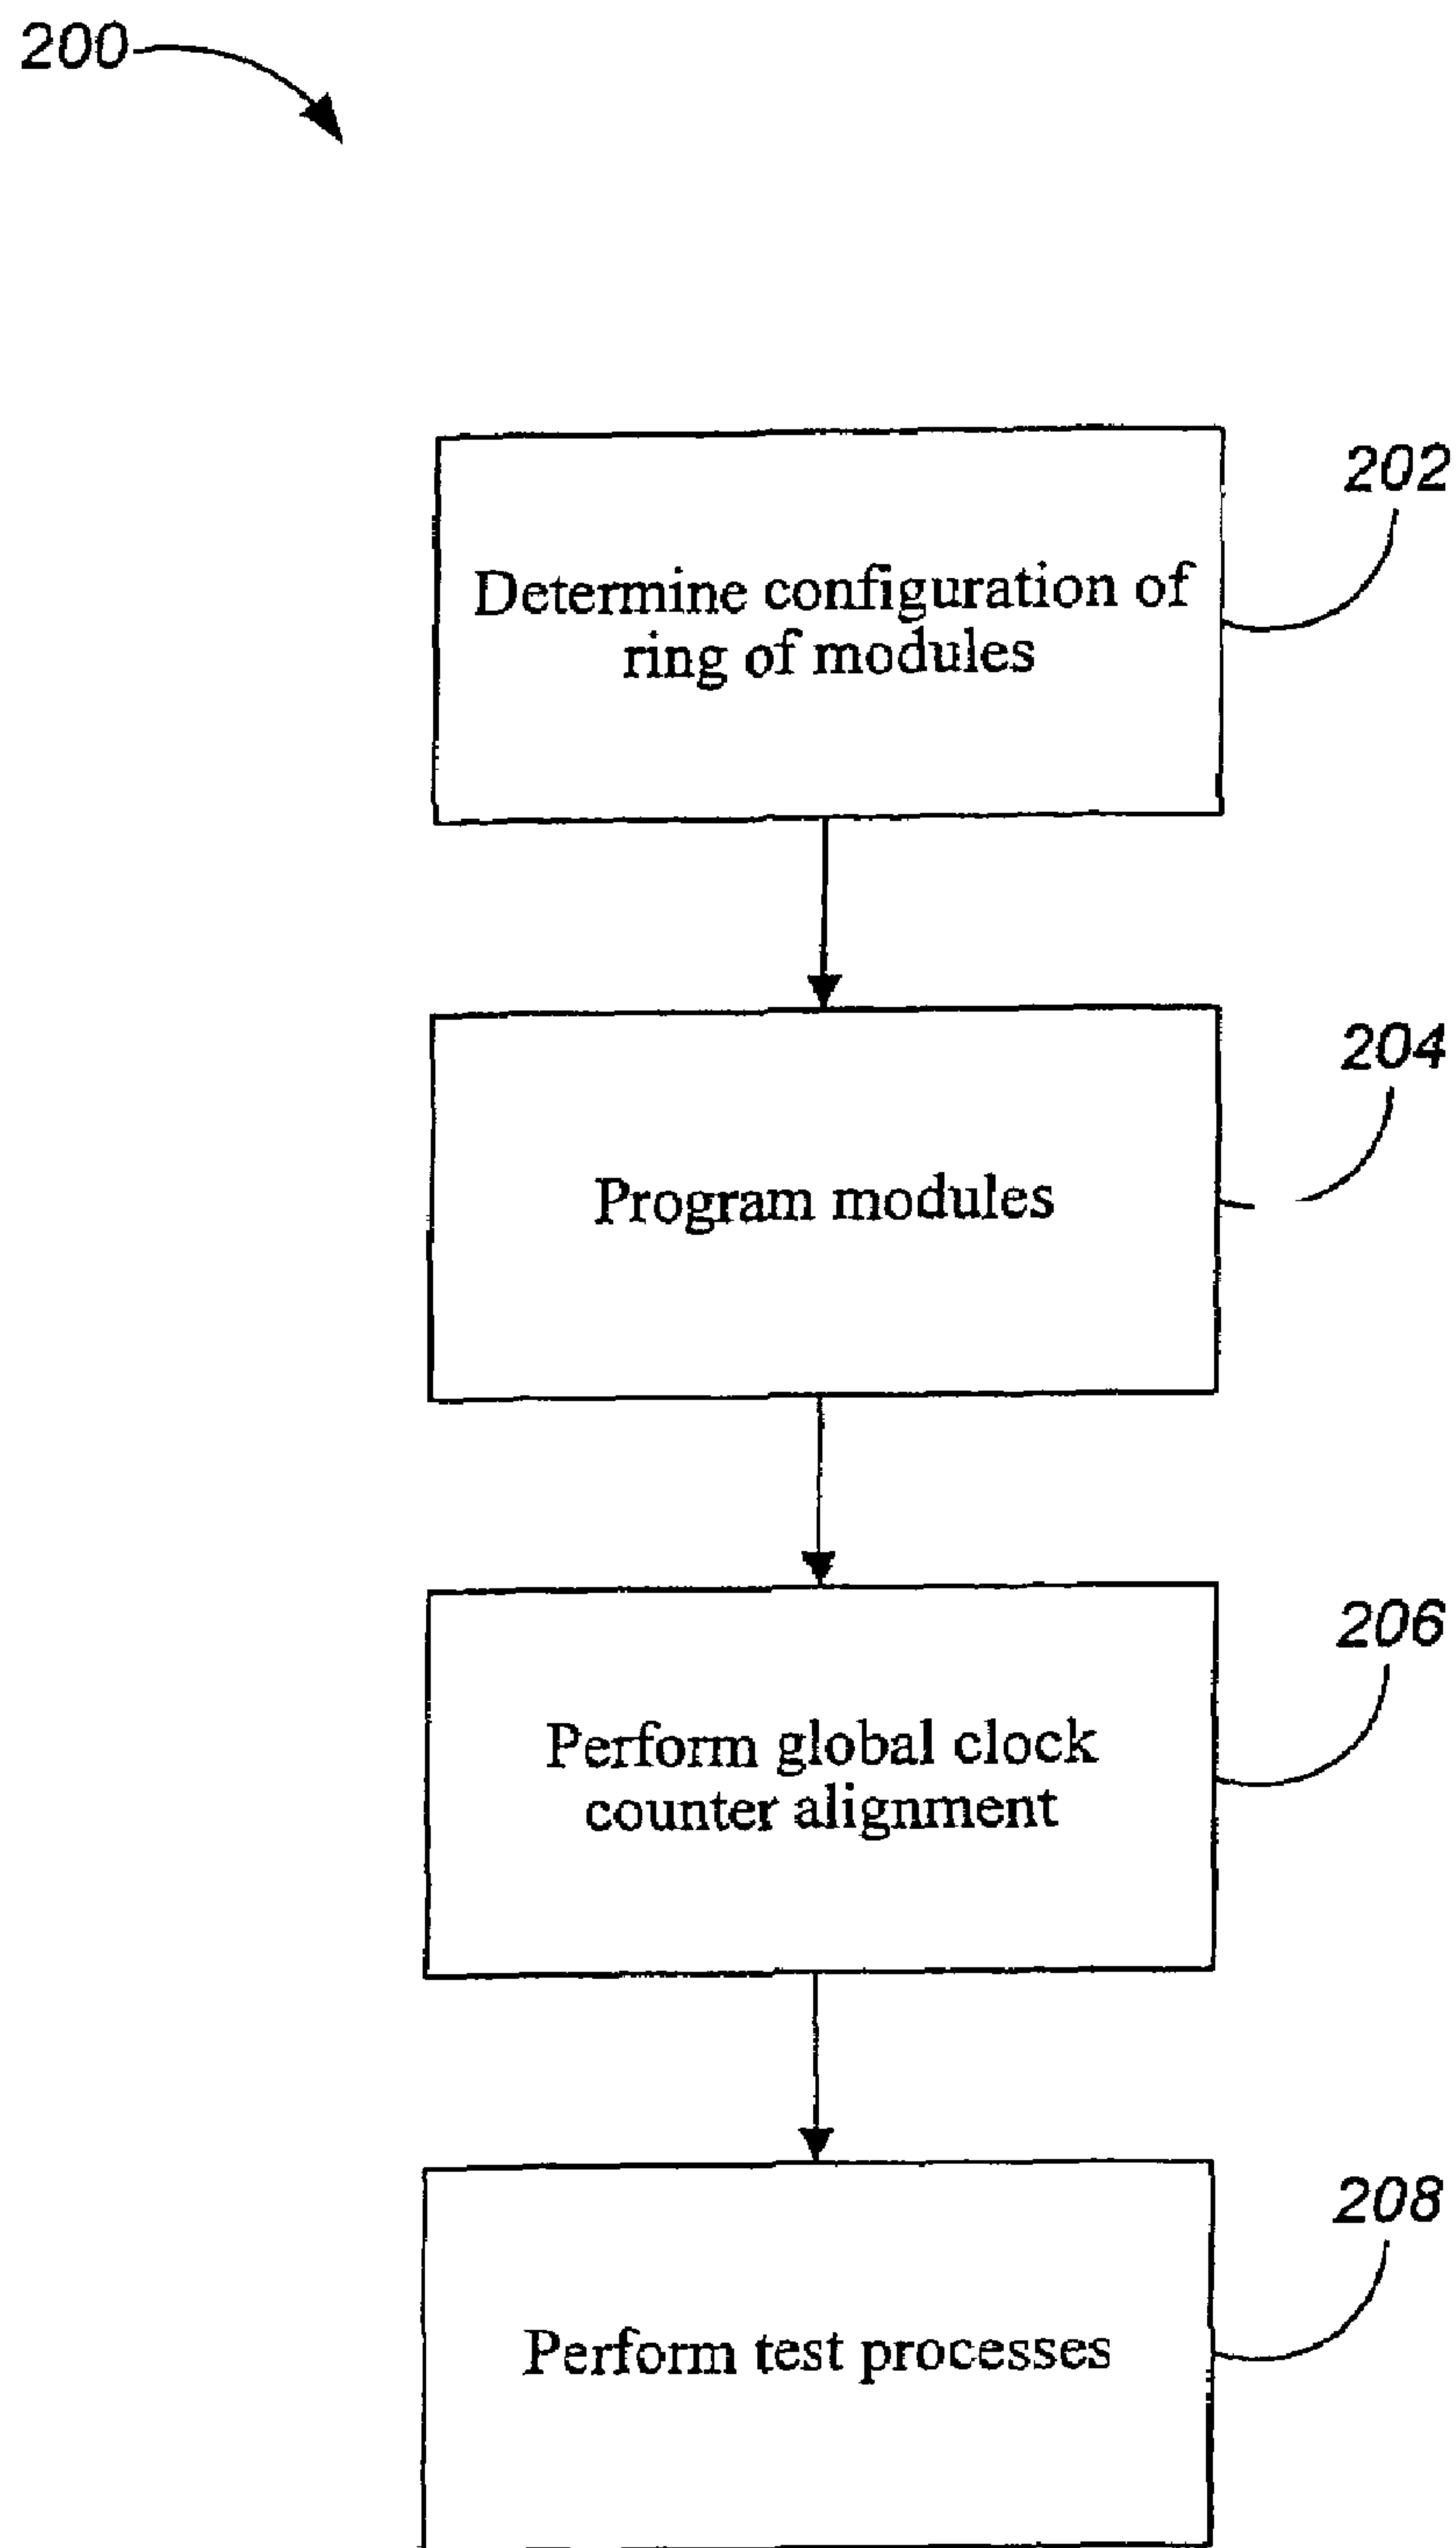 200
202
Determine configuration of
ring of modules
204
Program modules
206
Perform global clock
counter alignment
208
Perform test processes